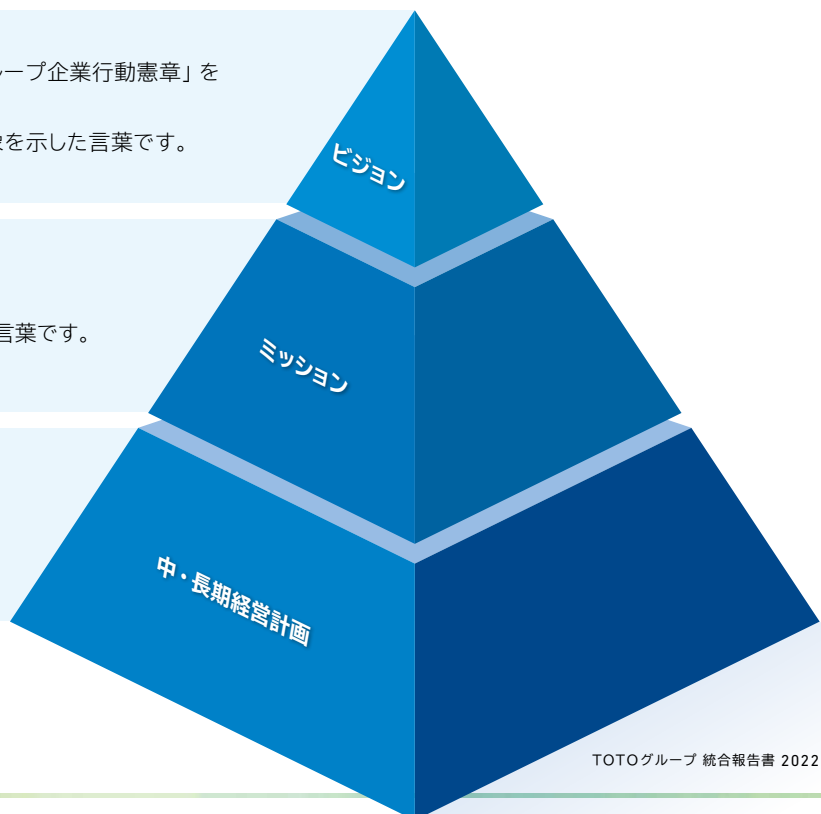 ループ企業行動憲章」を
を示した言葉です。
ビジョン
言葉です。
ミッション
中・長期経営計画
TOTOグループ 統合報告書 2022